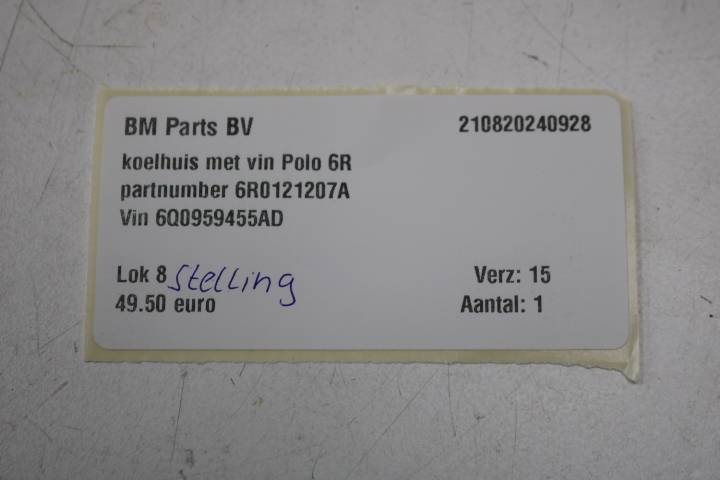 BM Parts BV 210820240928
koelhuis met vin Polo 6R
partnumber 6R0121207A
Vin 6Q0959455AD
Lok 8 Stelling Verz: 15
49.50 euro Aantal: 1